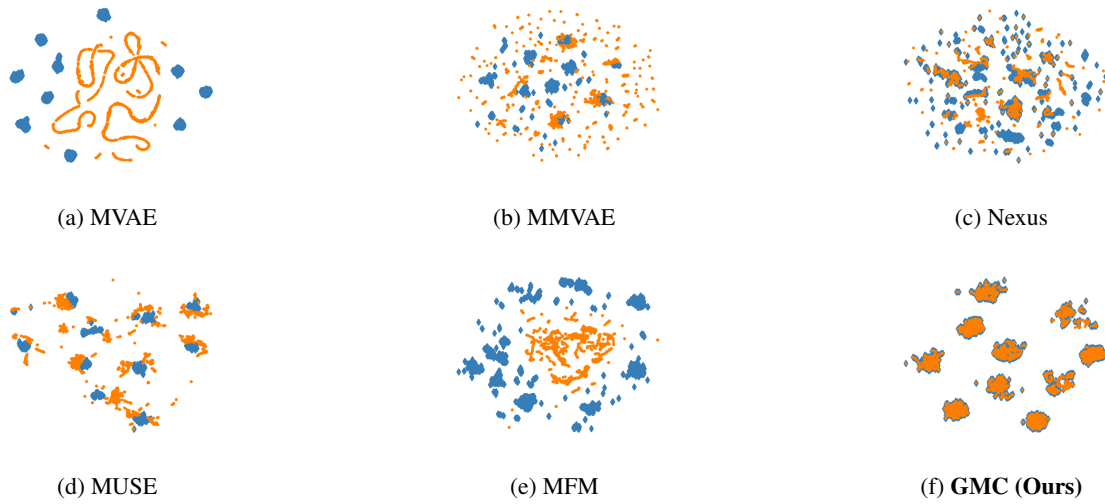 (a) MVAE
(b) MMVAE
(c) Nexus
(d) MUSE
(e) MFM
(f) GMC (Ours)